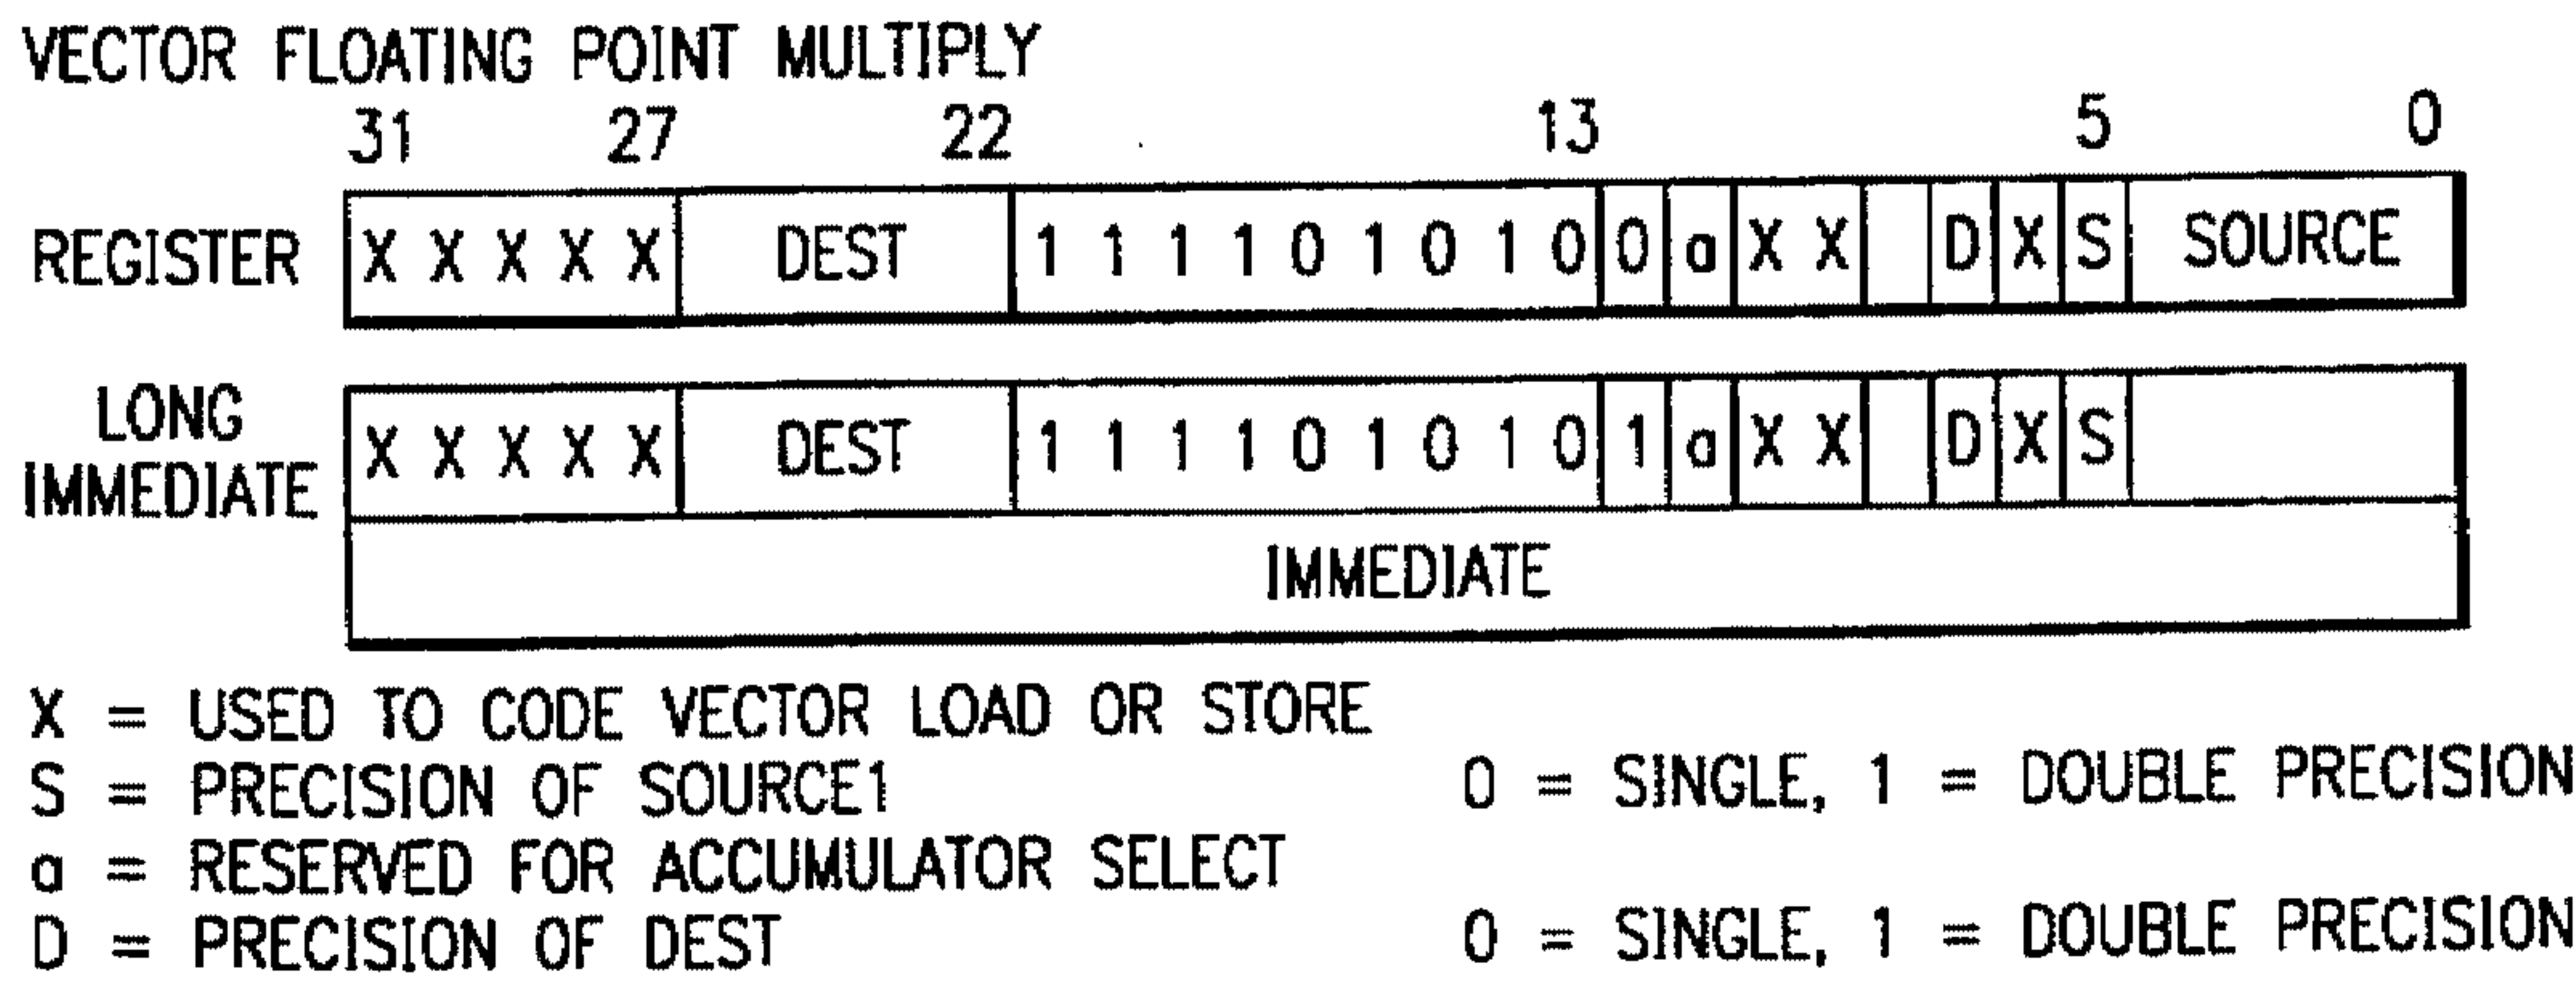 VECTOR FLOATING POINT MULTIPLY
31 27 22 13 5 0
REGISTER X X X X X DEST 1 1 1 1 0 1 0 1 0 0 a X X D X S SOURCE
LONG IMMEDIATE X X X X X DEST 1 1 1 1 0 1 0 1 0 1 a X X D X S
IMMEDIATE
X = USED TO CODE VECTOR LOAD OR STORE
S = PRECISION OF SOURCE1 0 = SINGLE, 1 = DOUBLE PRECISION
a = RESERVED FOR ACCUMULATOR SELECT
D = PRECISION OF DEST 0 = SINGLE, 1 = DOUBLE PRECISION